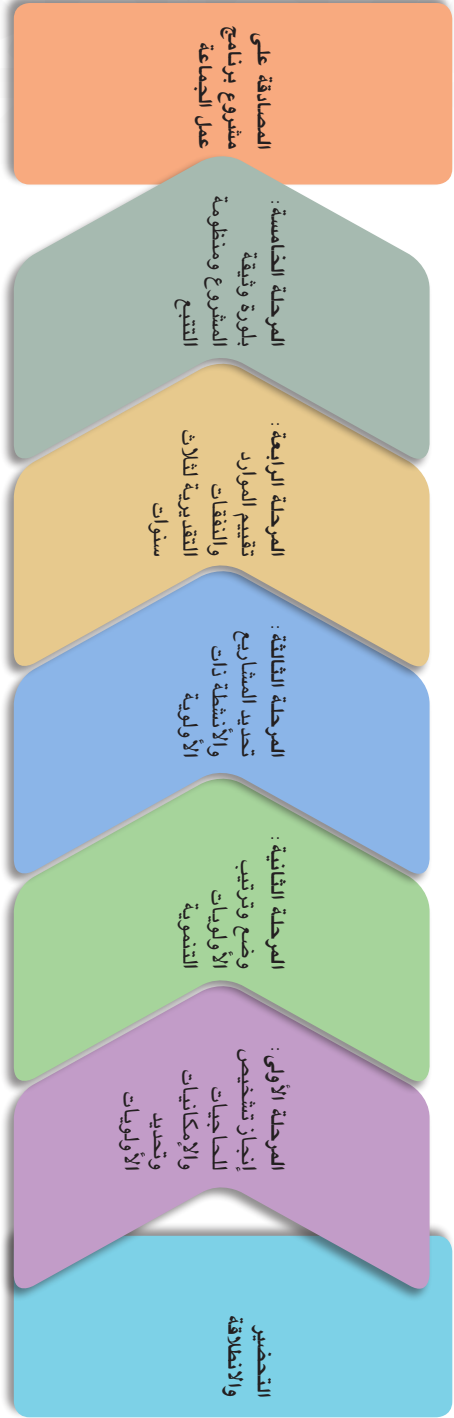 التحضير
والانطلاقة
المرحلة الأولى:
إنجاز تشخيص
للحاجيات
والإمكانيات
وتحديد
الأولويات
المرحلة الثانية:
وضع وترتيب
الأولويات
التنموية
المرحلة الثالثة:
تحديد المشاريع
والأنشطة ذات
الأولوية
المرحلة الرابعة:
تقييم الموارد
والنفقات
التقديرية لثلاث
سنوات
المرحلة الخامسة:
بلورة وثيقة
المشروع ومنظومة
التتبع
المصادقة على
مشروع برنامج
عمل الجماعة